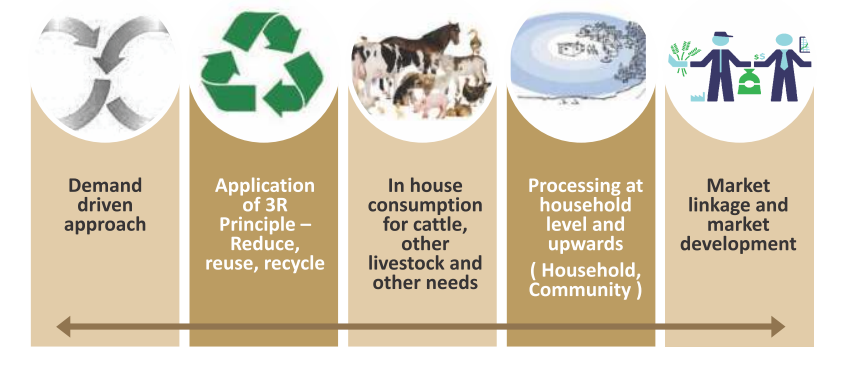 Demand
driven
approach
Application
of 3R
Principle –
Reduce,
reuse, recycle
In house
consumption
for cattle,
other
livestock and
other needs
Processing at
household
level and
upwards
( Household,
Community )
$$
Market
linkage and
market
development